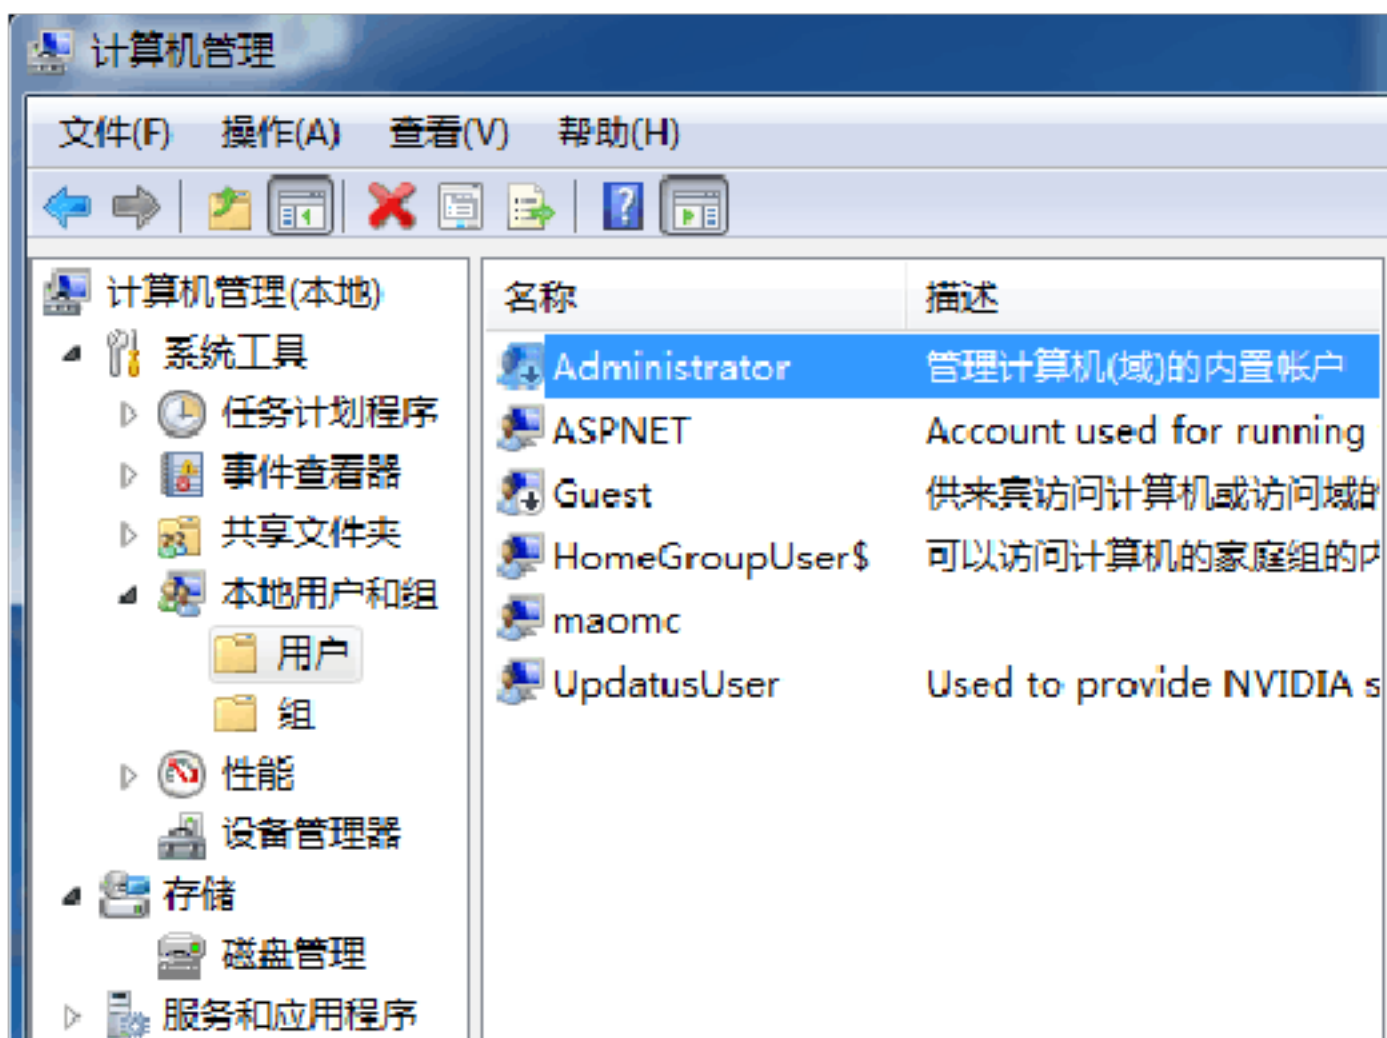 计算机管理
文件(F) 操作(A) 查看(V) 帮助(H)
计算机管理(本地)
系统工具
任务计划程序
事件查看器
共享文件夹
本地用户和组
用户
组
性能
设备管理器
存储
磁盘管理
服务和应用程序
名称 描述
Administrator 管理计算机(域)的内置帐户
ASPNET Account used for running
Guest 供来宾访问计算机或访问域的
HomeGroupUser$ 可以访问计算机的家庭组的内
maomc
UpdatusUser Used to provide NVIDIA s